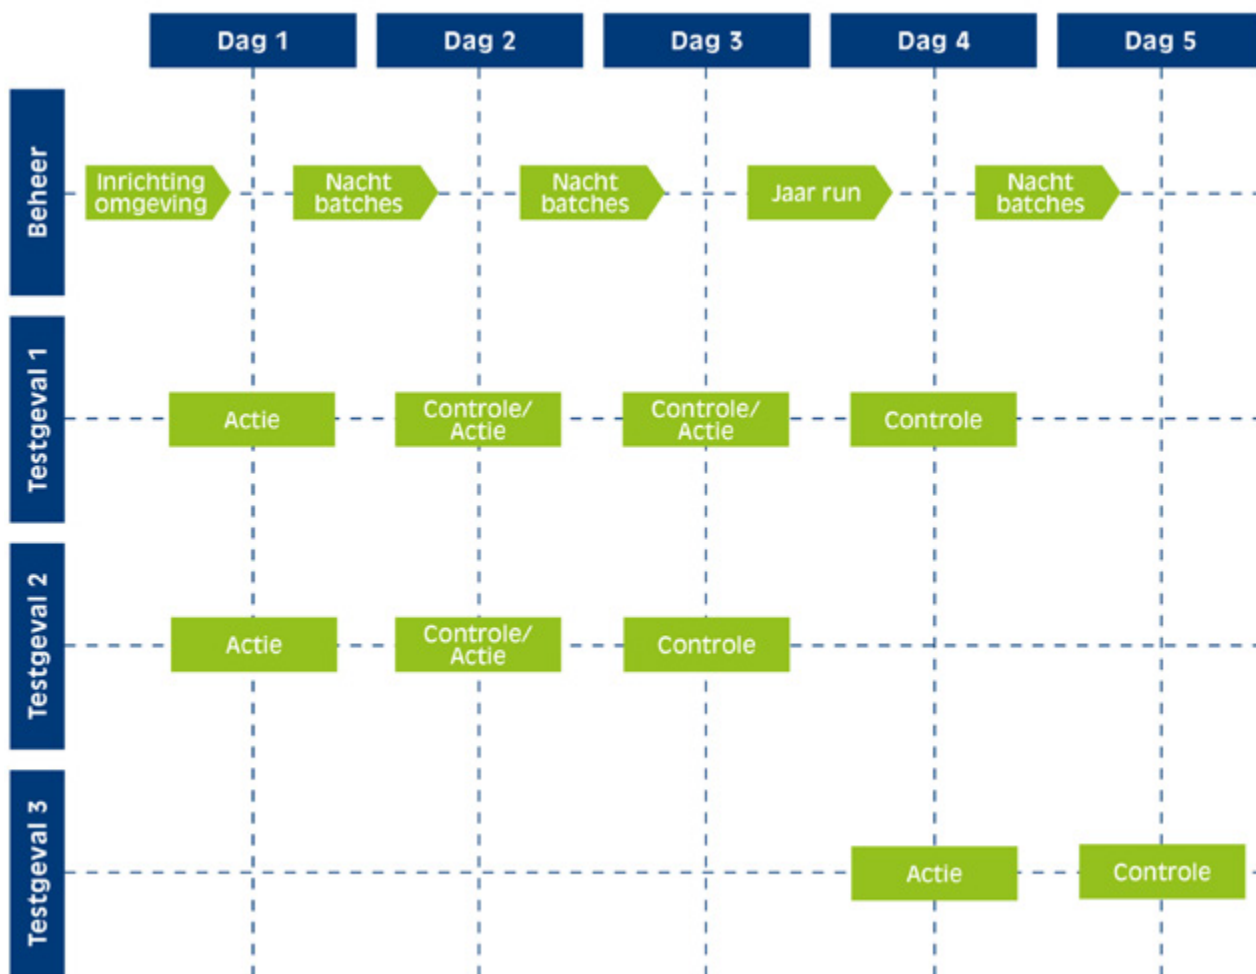 Dag 1
Dag 2
Dag 3
Dag 4
Dag 5
Beheer
Inrichting
omgeving
Nacht
batches
Nacht
batches
Jaar run
Nacht
batches
Testgeval 1
Actie
Controle/
Actie
Controle/
Actie
Controle
Testgeval 2
Actie
Controle/
Actie
Controle
Testgeval 3
Actie
Controle